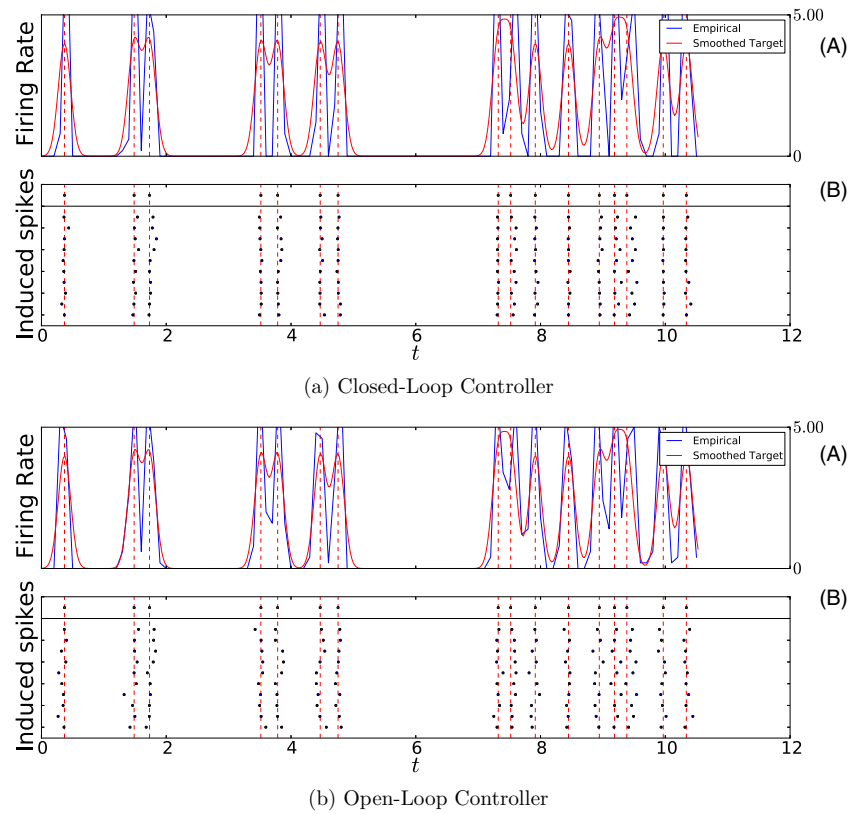 Firing Rate
5.00
Empirical
Smoothed Target
0
(A)
Induced spikes
(B)
0 2 4 6 8 10 12
t
(a) Closed-Loop Controller
Firing Rate
5.00
Empirical
Smoothed Target
0
(A)
Induced spikes
(B)
0 2 4 6 8 10 12
t
(b) Open-Loop Controller